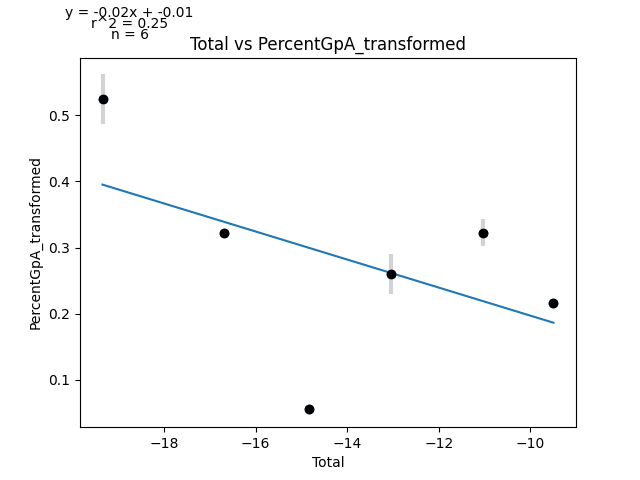 y = -0.02x + -0.01
r^2 = 0.25
n = 6
Total vs PercentGpA_transformed
PercentGpA_transformed
0.5
0.4
0.3
0.2
0.1
−18 −16 −14 −12 −10
Total